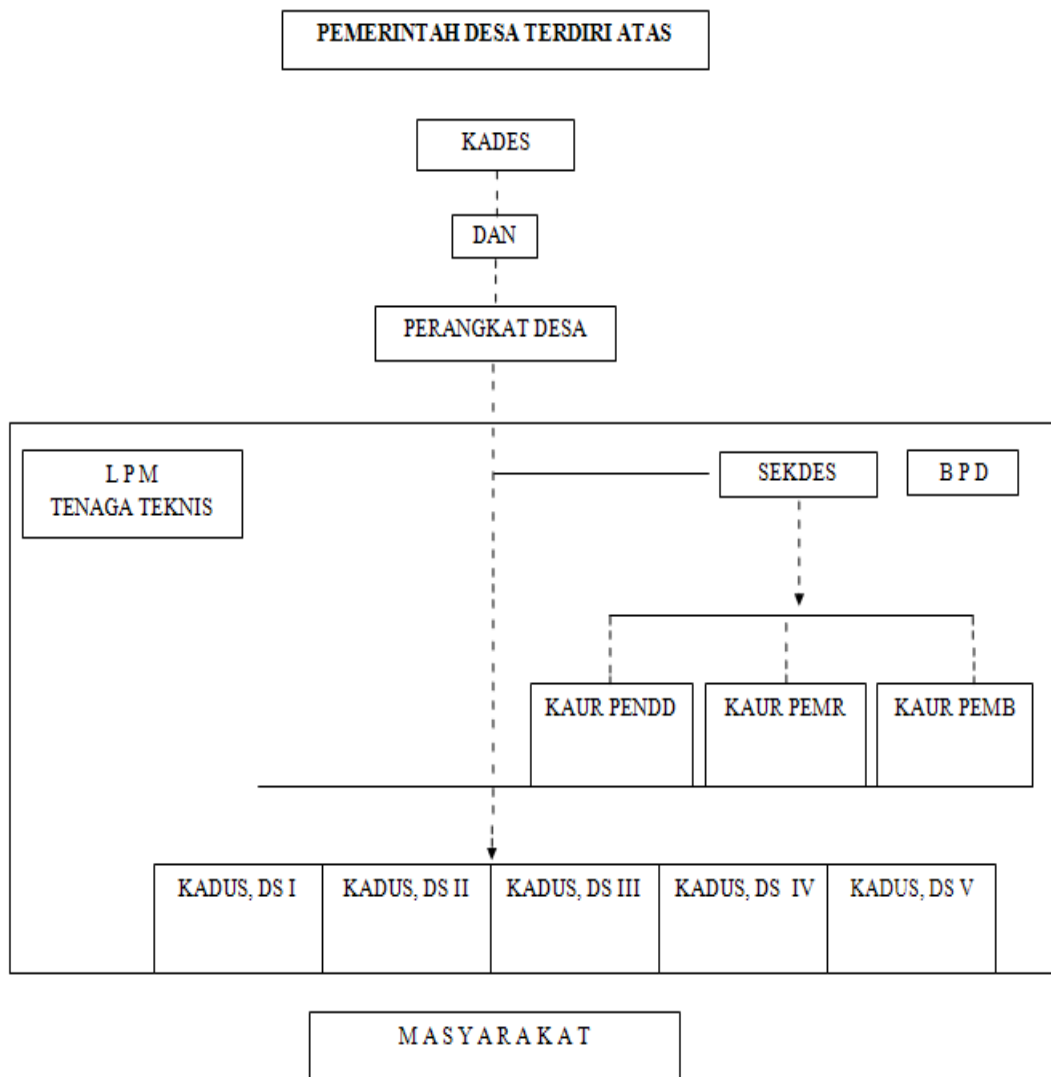 PEMERINTAH DESA TERDIRI ATAS
KADES
DAN
PERANGKAT DESA
L P M
TENAGA TEKNIS
SEKDES
B P D
KAUR PENDD
KAUR PEMR
KAUR PEMB
KADUS, DS I
KADUS, DS II
KADUS, DS III
KADUS, DS IV
KADUS, DS V
M A S Y A R A K A T